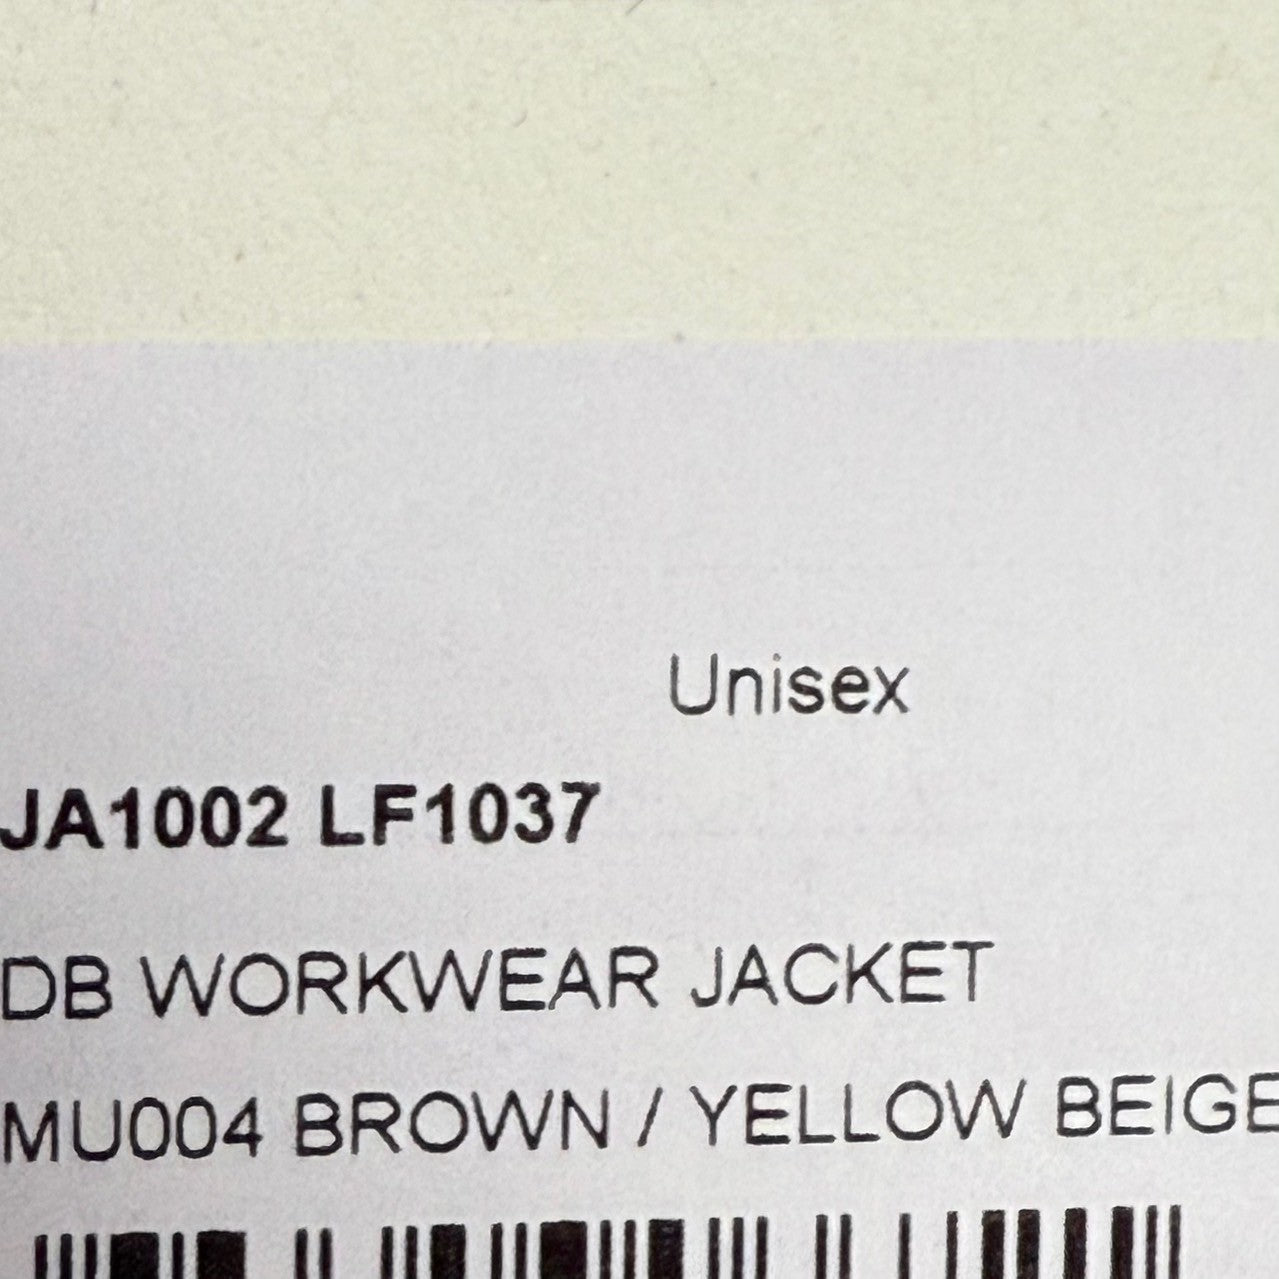 Unisex
JA1002 LF1037
DB WORKWEAR JACKET
MU004 BROWN / YELLOW BEIGE